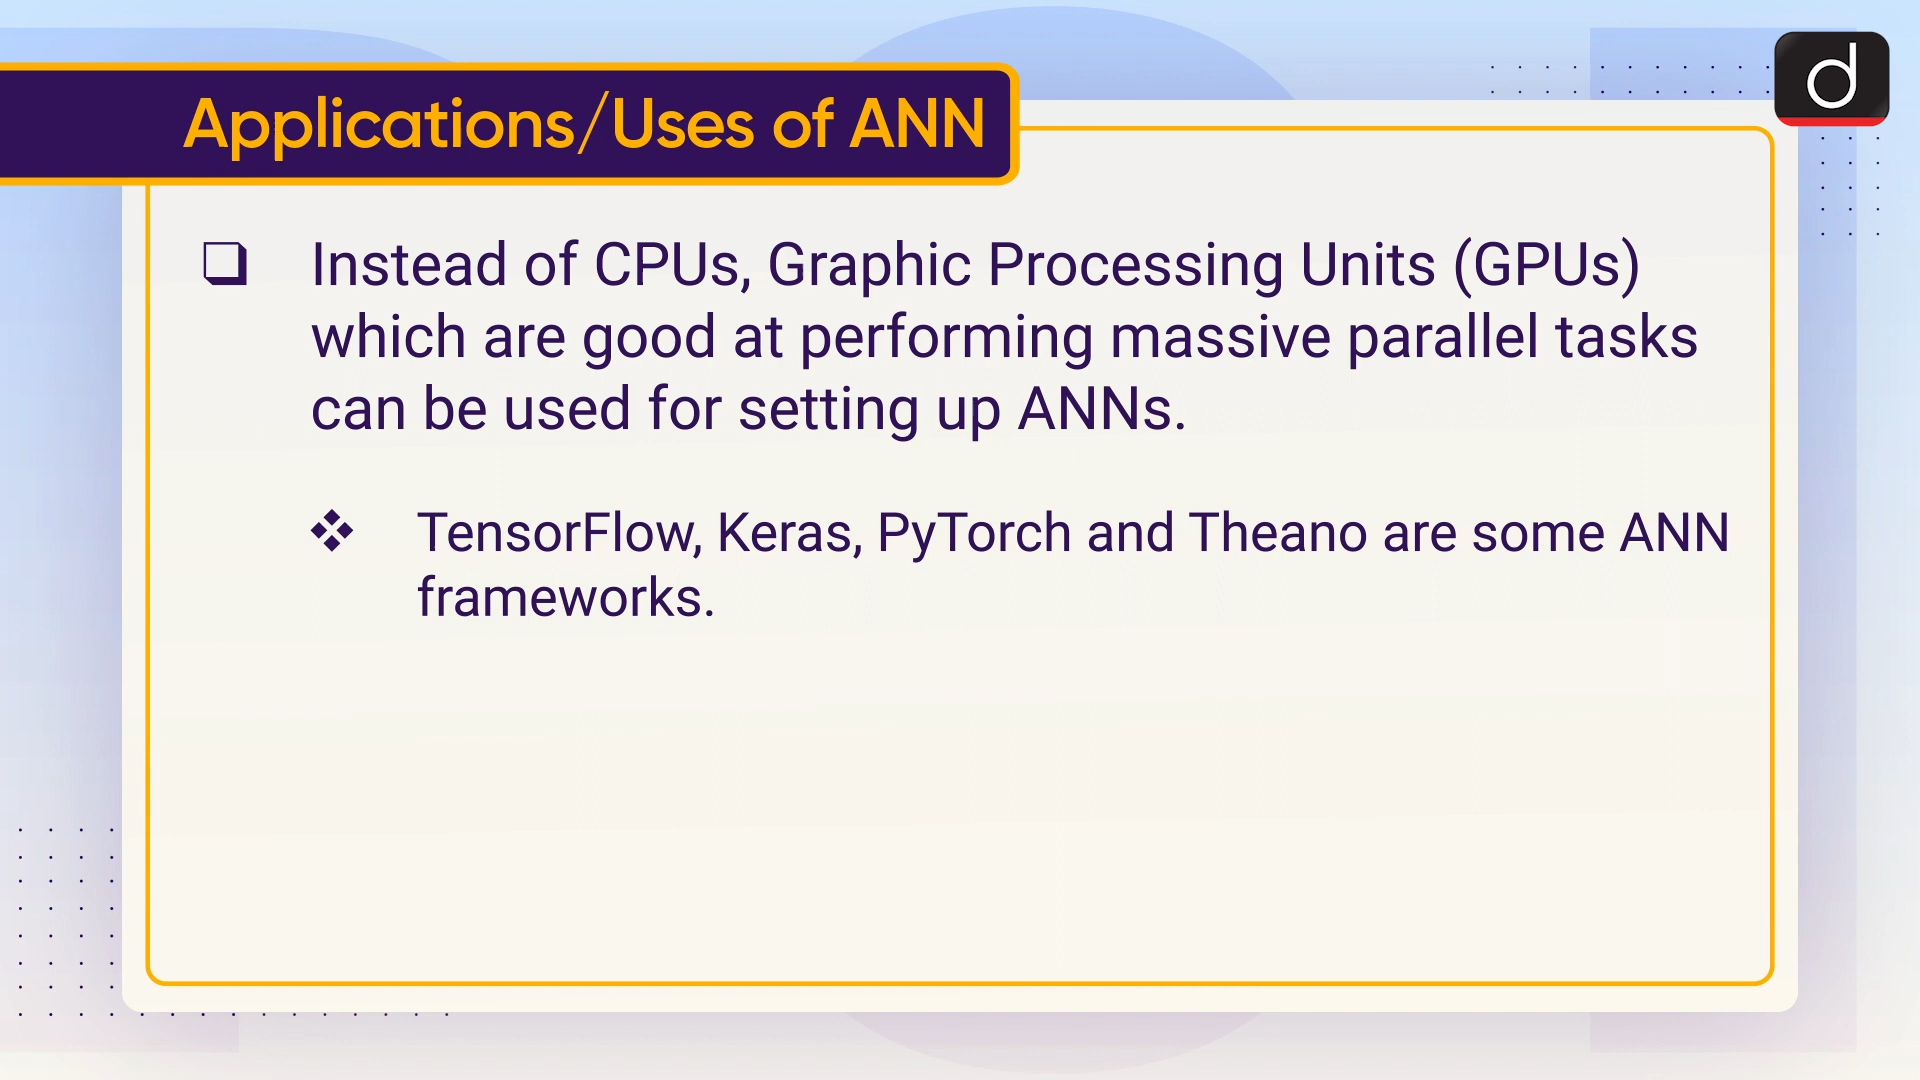 Applications/Uses of ANN
d
❑ Instead of CPUs, Graphic Processing Units (GPUs)
which are good at performing massive parallel tasks
can be used for setting up ANNs.
❖ TensorFlow, Keras, PyTorch and Theano are some ANN
frameworks.